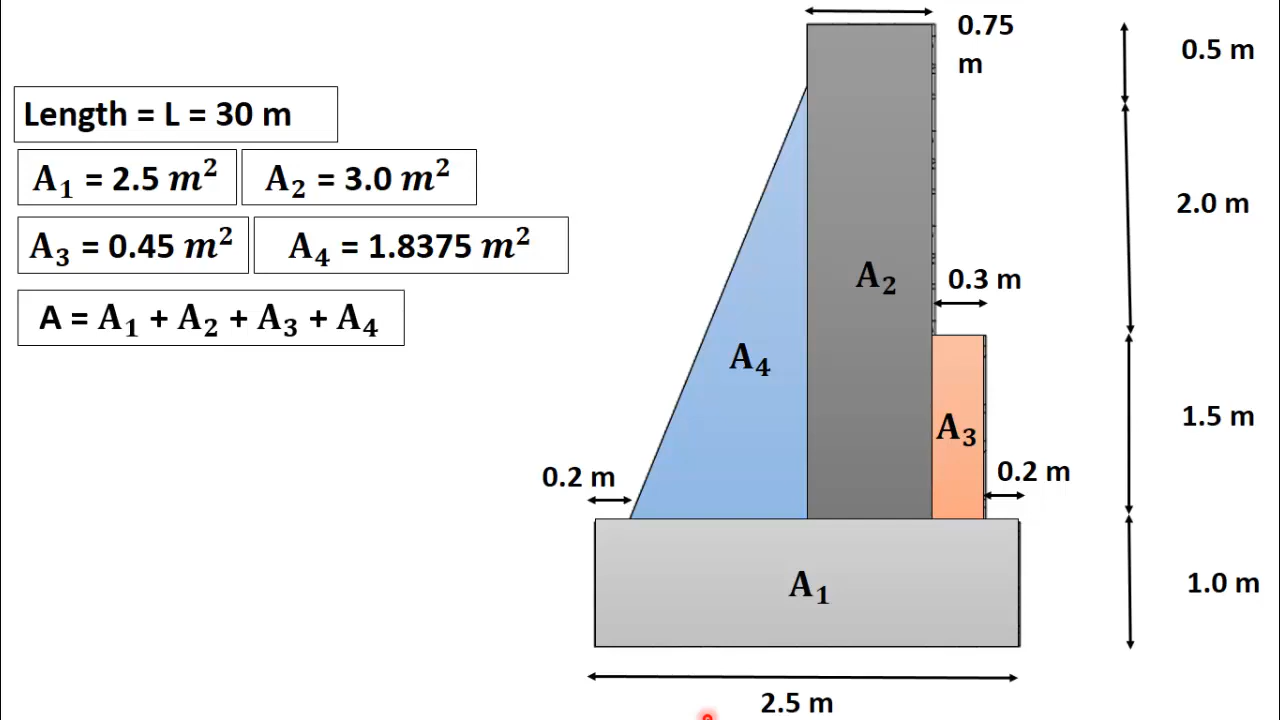 0.75
m
0.5 m
Length = L = 30 m
A₁ = 2.5 m² A₂ = 3.0 m²
2.0 m
A₃ = 0.45 m² A₄ = 1.8375 m²
A₂
0.3 m
A = A₁ + A₂ + A₃ + A₄
A₄
1.5 m
A₃
0.2 m
0.2 m
A₁
1.0 m
2.5 m